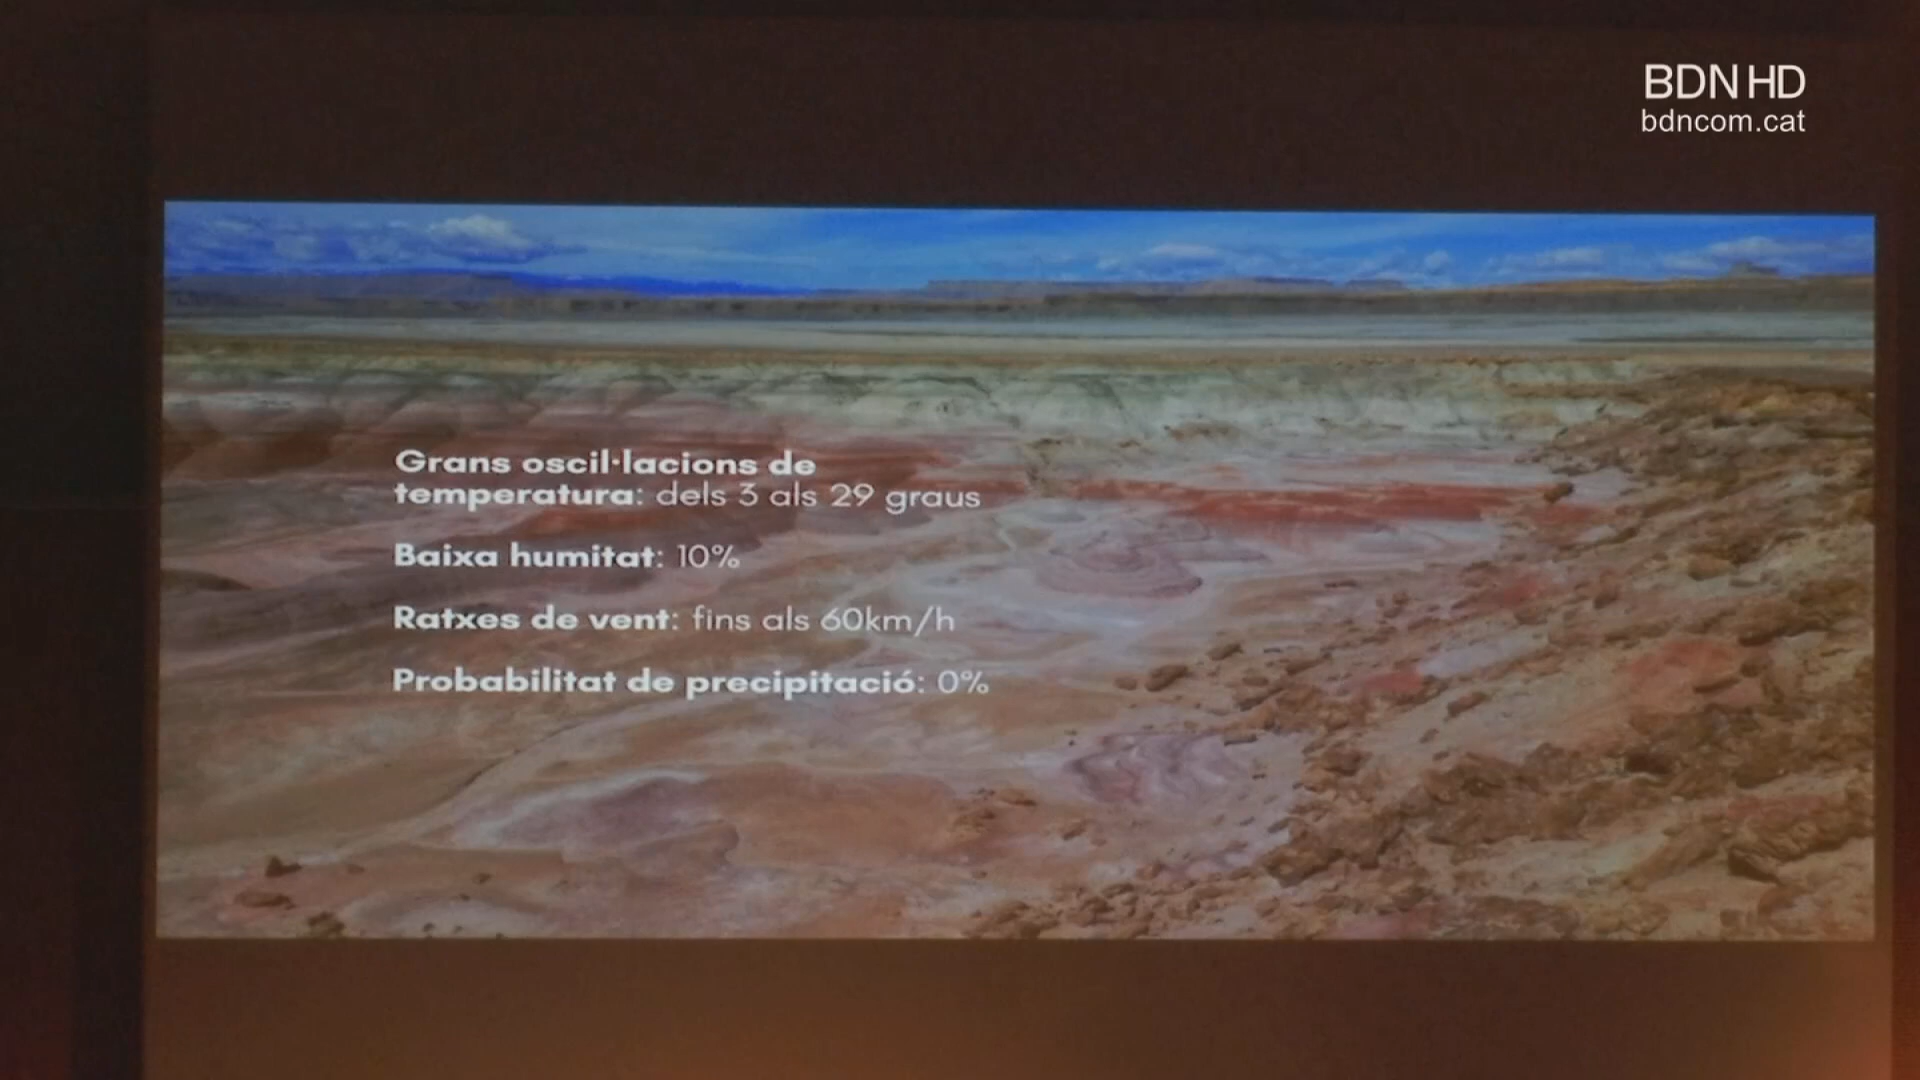 BDN HD
bdncom.cat
Grans oscil·lacions de
temperatura: dels 3 als 29 graus
Baixa humitat: 10%
Ratxes de vent: fins als 60km/h
Probabilitat de precipitació: 0%